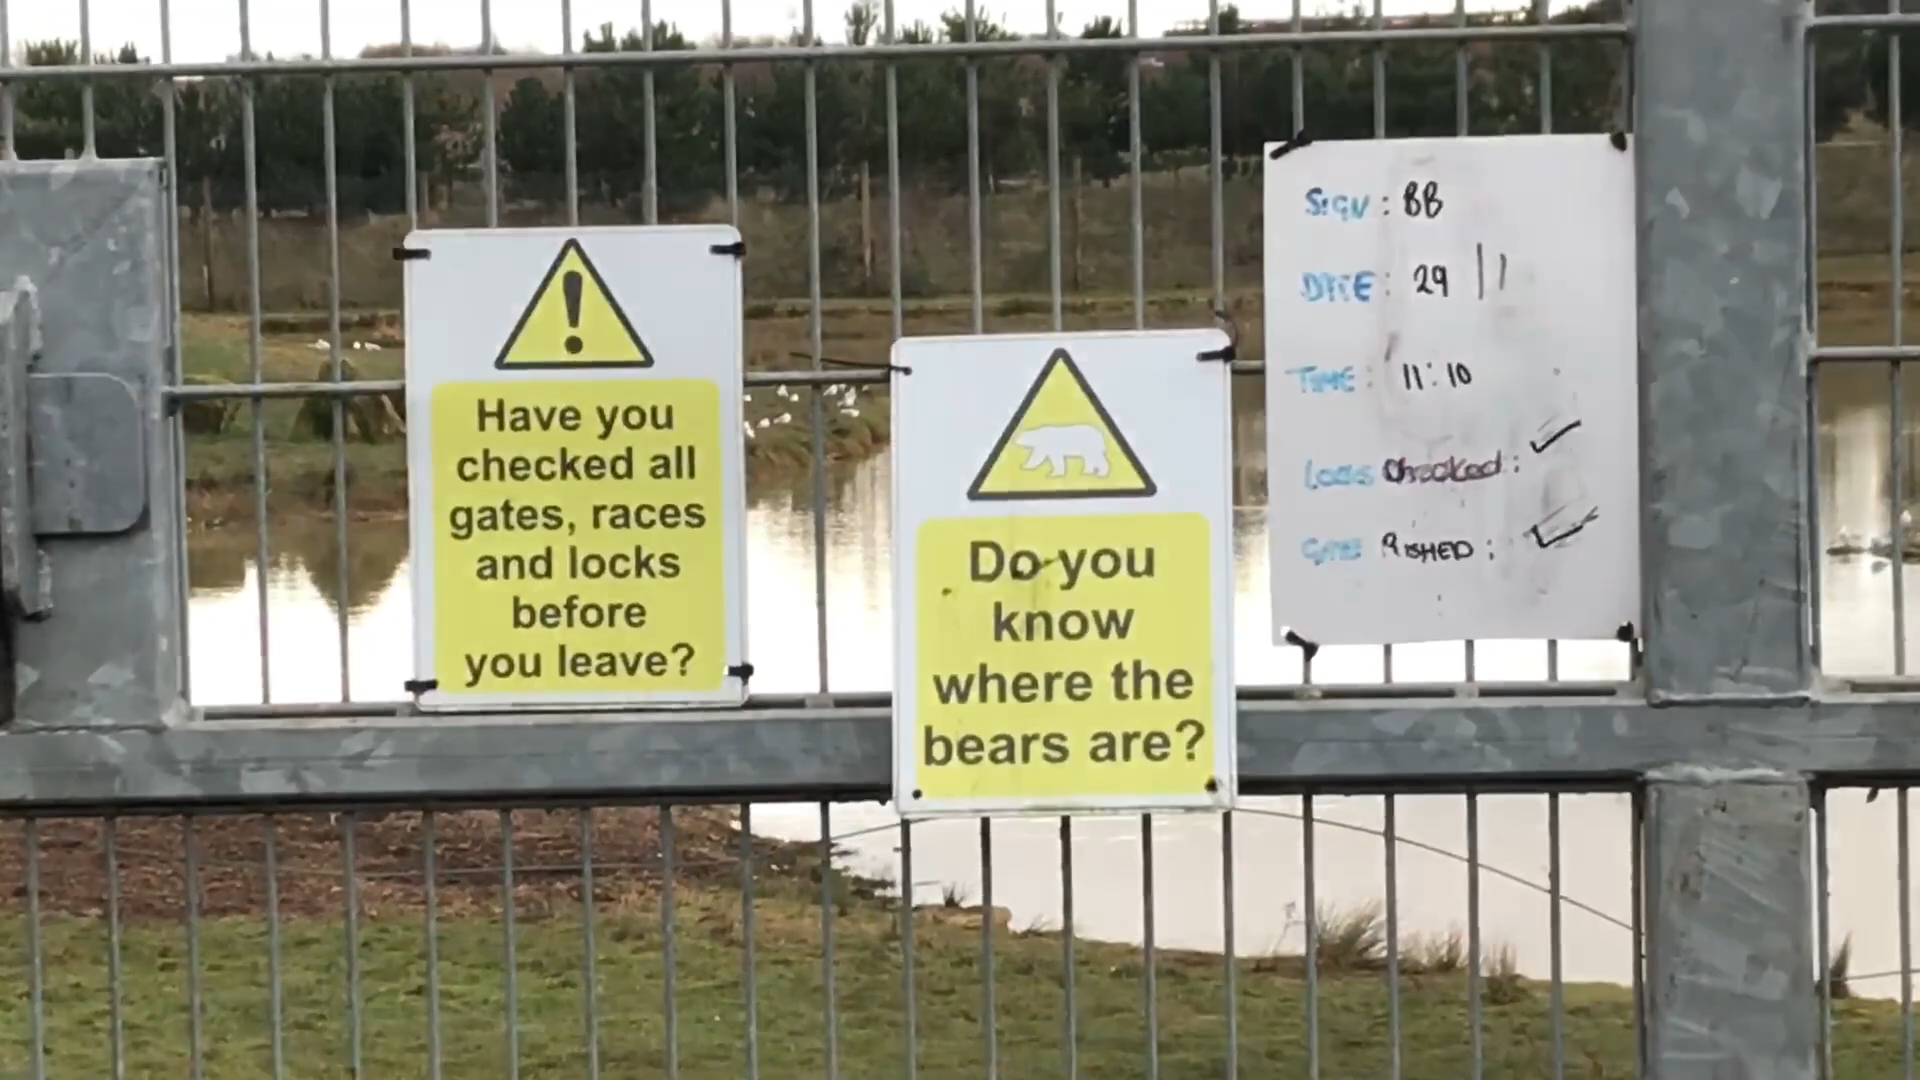 Have you
checked all
gates, races
and locks
before
you leave?
Do you
know
where the
bears are?
SIGN: BB
DATE: 29 / 1
TIME: 11:10
Locks Checked: ✓
GATE PUSHED: ✓